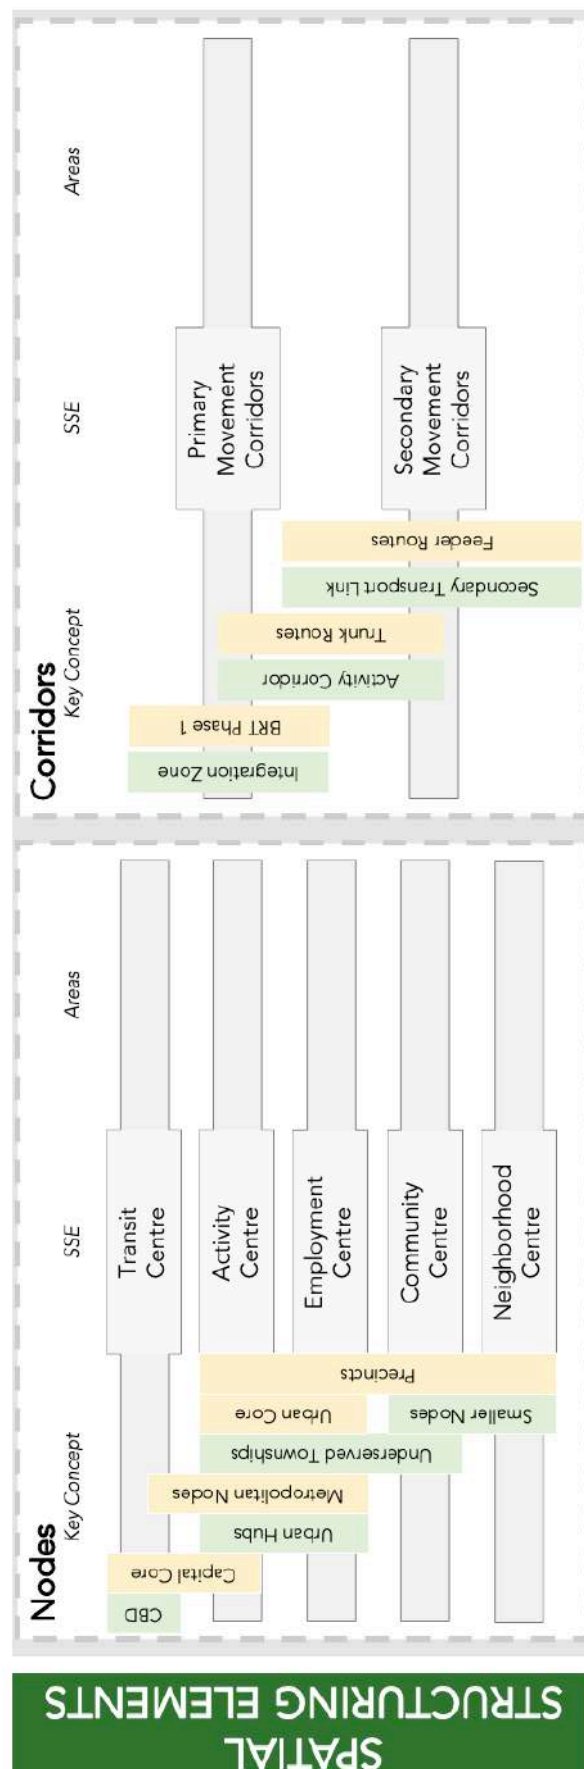 SPATIAL
STRUCTURING ELEMENTS
Nodes
Key Concept
SSE
Areas
CBD
Capital Core
Urban Hubs
Metropolitan Nodes
Underserved Townships
Urban Core
Smaller Nodes
Precincts
Transit
Centre
Activity
Centre
Employment
Centre
Community
Centre
Neighborhood
Centre
Corridors
Key Concept
SSE
Areas
Integration Zone
BRT Phase 1
Activity Corridor
Trunk Routes
Secondary Transport Link
Feeder Routes
Primary
Movement
Corridors
Secondary
Movement
Corridors